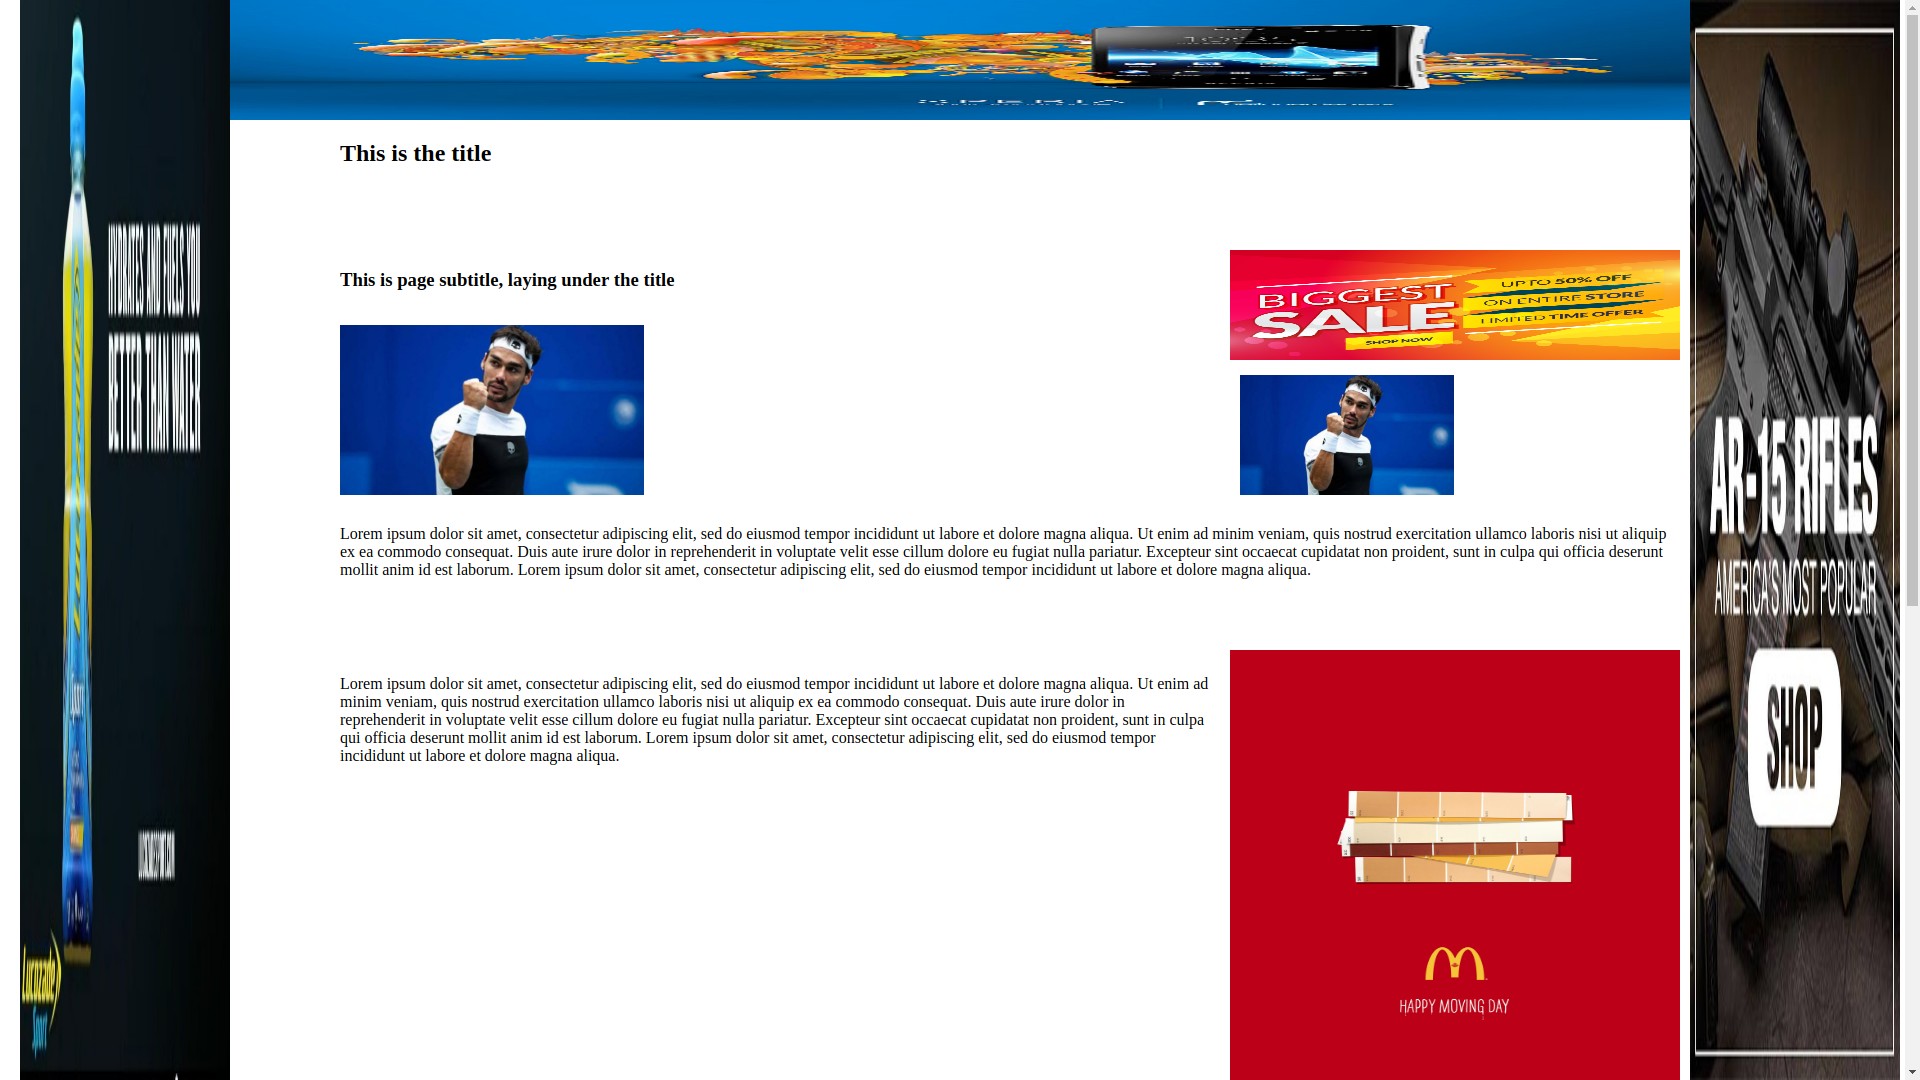 This is the title
This is page subtitle, laying under the title
HYDRATES AND FUELS YOU
BETTER THAN WATER
BIGGEST
SALE
UP TO 50% OFF
ON ENTIRE STORE
LIMITED TIME OFFER
SHOP NOW
Lorem ipsum dolor sit amet, consectetur adipiscing elit, sed do eiusmod tempor incididunt ut labore et dolore magna aliqua. Ut enim ad minim veniam, quis nostrud exercitation ullamco laboris nisi ut aliquip
ex ea commodo consequat. Duis aute irure dolor in reprehenderit in voluptate velit esse cillum dolore eu fugiat nulla pariatur. Excepteur sint occaecat cupidatat non proident, sunt in culpa qui officia deserunt
mollit anim id est laborum. Lorem ipsum dolor sit amet, consectetur adipiscing elit, sed do eiusmod tempor incididunt ut labore et dolore magna aliqua.
AR-15 RIFLES
AMERICA'S MOST POPULAR
SHOP
Lorem ipsum dolor sit amet, consectetur adipiscing elit, sed do eiusmod tempor incididunt ut labore et dolore magna aliqua. Ut enim ad
minim veniam, quis nostrud exercitation ullamco laboris nisi ut aliquip ex ea commodo consequat. Duis aute irure dolor in
reprehenderit in voluptate velit esse cillum dolore eu fugiat nulla pariatur. Excepteur sint occaecat cupidatat non proident, sunt in culpa
qui officia deserunt mollit anim id est laborum. Lorem ipsum dolor sit amet, consectetur adipiscing elit, sed do eiusmod tempor
incididunt ut labore et dolore magna aliqua.
Lucozade
Sport
HAPPY MOVING DAY